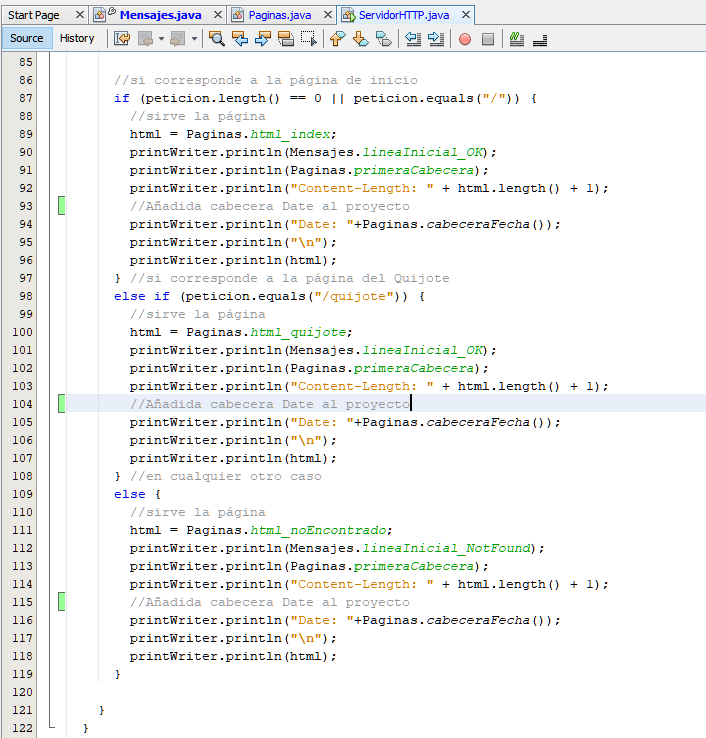 Start Page Mensajes.java Paginas.java ServidorHTTP.java
Source History
85
86 //si corresponde a la página de inicio
87 if (peticion.length() == 0 || peticion.equals("/")) {
88 //sirve la página
89 html = Paginas.html_index;
90 printWriter.println(Mensajes.lineaInicial_OK);
91 printWriter.println(Paginas.primeraCabecera);
92 printWriter.println("Content-Length: " + html.length() + 1);
93 //Añadida cabecera Date al proyecto
94 printWriter.println("Date: "+Paginas.cabeceraFecha());
95 printWriter.println("\n");
96 printWriter.println(html);
97 } //si corresponde a la página del Quijote
98 else if (peticion.equals("/quijote")) {
99 //sirve la página
100 html = Paginas.html_quijote;
101 printWriter.println(Mensajes.lineaInicial_OK);
102 printWriter.println(Paginas.primeraCabecera);
103 printWriter.println("Content-Length: " + html.length() + 1);
104 //Añadida cabecera Date al proyecto
105 printWriter.println("Date: "+Paginas.cabeceraFecha());
106 printWriter.println("\n");
107 printWriter.println(html);
108 } //en cualquier otro caso
109 else {
110 //sirve la página
111 html = Paginas.html_noEncontrado;
112 printWriter.println(Mensajes.lineaInicial_NotFound);
113 printWriter.println(Paginas.primeraCabecera);
114 printWriter.println("Content-Length: " + html.length() + 1);
115 //Añadida cabecera Date al proyecto
116 printWriter.println("Date: "+Paginas.cabeceraFecha());
117 printWriter.println("\n");
118 printWriter.println(html);
119 }
120
121 }
122 }